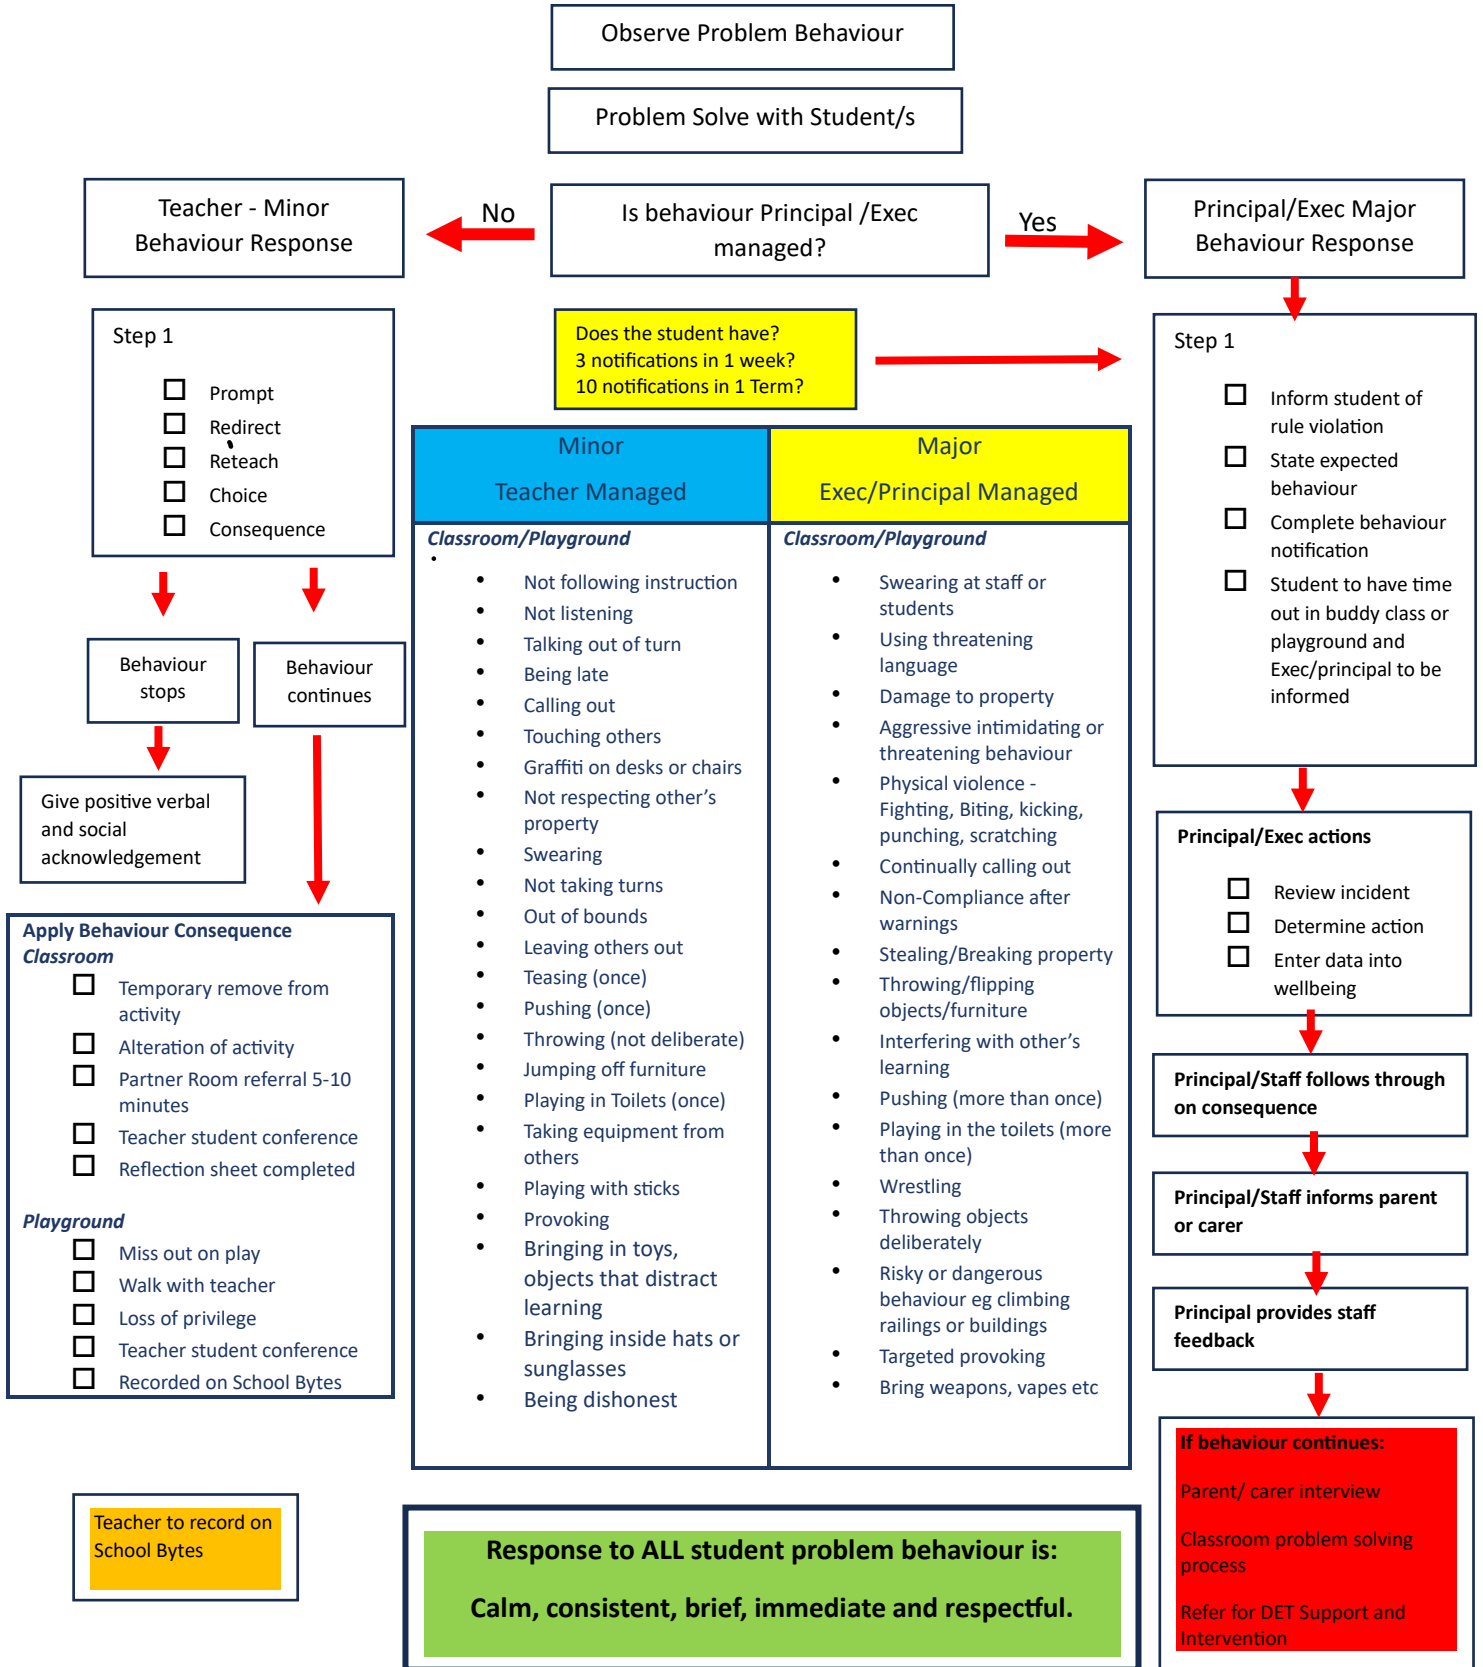 Observe Problem Behaviour
Problem Solve with Student/s
Teacher - Minor
Behaviour Response
No
Is behaviour Principal /Exec
managed?
Yes
Principal/Exec Major
Behaviour Response
Step 1
☐ Prompt
☐ Redirect
☐ Reteach
☐ Choice
☐ Consequence
Does the student have?
3 notifications in 1 week?
10 notifications in 1 Term?
Step 1
☐ Inform student of
rule violation
☐ State expected
behaviour
☐ Complete behaviour
notification
☐ Student to have time
out in buddy class or
playground and
Exec/principal to be
informed
Behaviour
stops
Behaviour
continues
Give positive verbal
and social
acknowledgement
Apply Behaviour Consequence
Classroom
☐ Temporary remove from
activity
☐ Alteration of activity
☐ Partner Room referral 5-10
minutes
☐ Teacher student conference
☐ Reflection sheet completed
Playground
☐ Miss out on play
☐ Walk with teacher
☐ Loss of privilege
☐ Teacher student conference
☐ Recorded on School Bytes
Teacher to record on
School Bytes
Minor
Teacher Managed
Classroom/Playground
•
• Not following instruction
• Not listening
• Talking out of turn
• Being late
• Calling out
• Touching others
• Graffiti on desks or chairs
• Not respecting other's
property
• Swearing
• Not taking turns
• Out of bounds
• Leaving others out
• Teasing (once)
• Pushing (once)
• Throwing (not deliberate)
• Jumping off furniture
• Playing in Toilets (once)
• Taking equipment from
others
• Playing with sticks
• Provoking
• Bringing in toys,
objects that distract
learning
• Bringing inside hats or
sunglasses
• Being dishonest
Major
Exec/Principal Managed
Classroom/Playground
• Swearing at staff or
students
• Using threatening
language
• Damage to property
• Aggressive intimidating or
threatening behaviour
• Physical violence -
Fighting, Biting, kicking,
punching, scratching
• Continually calling out
• Non-Compliance after
warnings
• Stealing/Breaking property
• Throwing/flipping
objects/furniture
• Interfering with other's
learning
• Pushing (more than once)
• Playing in the toilets (more
than once)
• Wrestling
• Throwing objects
deliberately
• Risky or dangerous
behaviour eg climbing
railings or buildings
• Targeted provoking
• Bring weapons, vapes etc
Principal/Exec actions
☐ Review incident
☐ Determine action
☐ Enter data into
wellbeing
Principal/Staff follows through
on consequence
Principal/Staff informs parent
or carer
Principal provides staff
feedback
If behaviour continues:
Parent/ carer interview
Classroom problem solving
process
Refer for DET Support and
Intervention
Response to ALL student problem behaviour is:
Calm, consistent, brief, immediate and respectful.